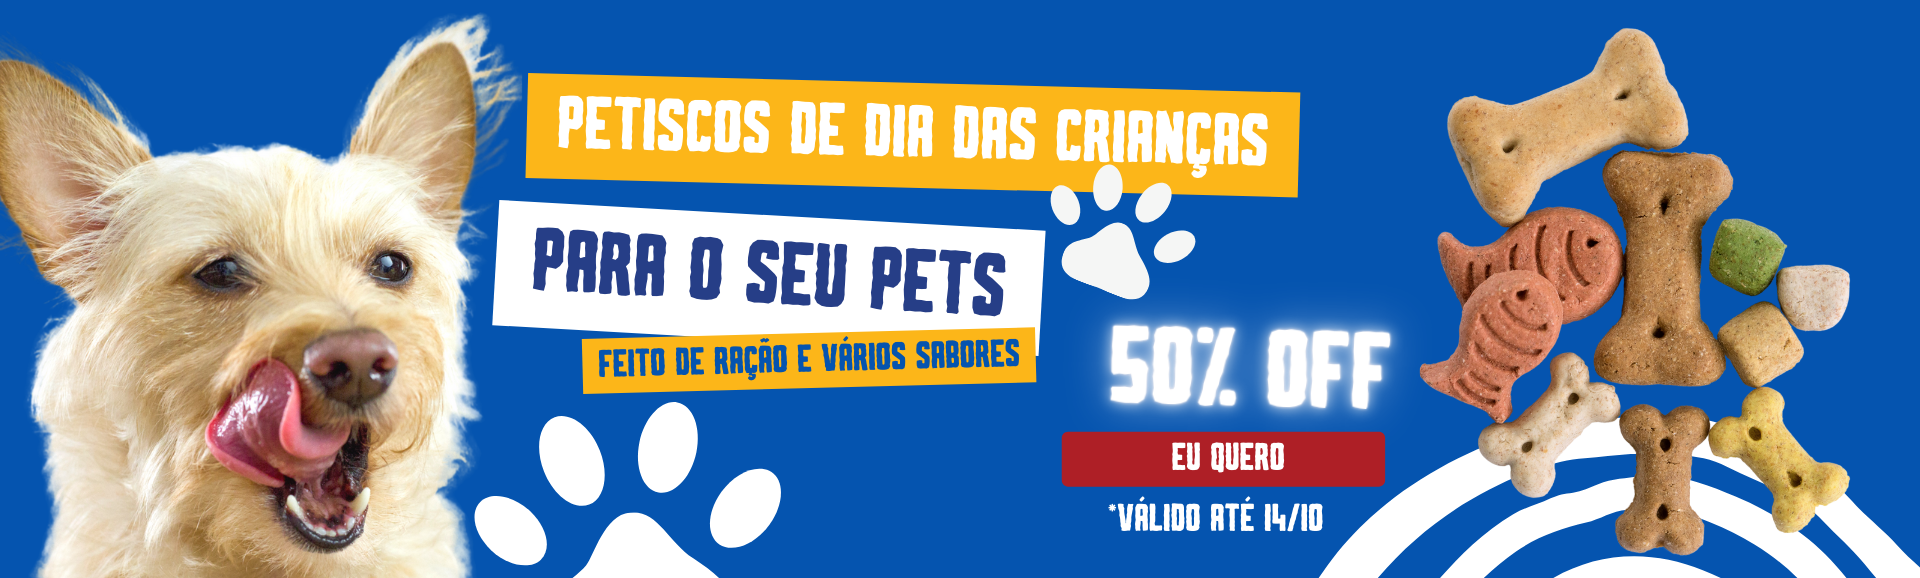 PETISCOS DE DIA DAS CRIANÇAS
PARA O SEU PETS
FEITO DE RAÇÃO E VÁRIOS SABORES
50% OFF
EU QUERO
*VÁLIDO ATÉ 14/10